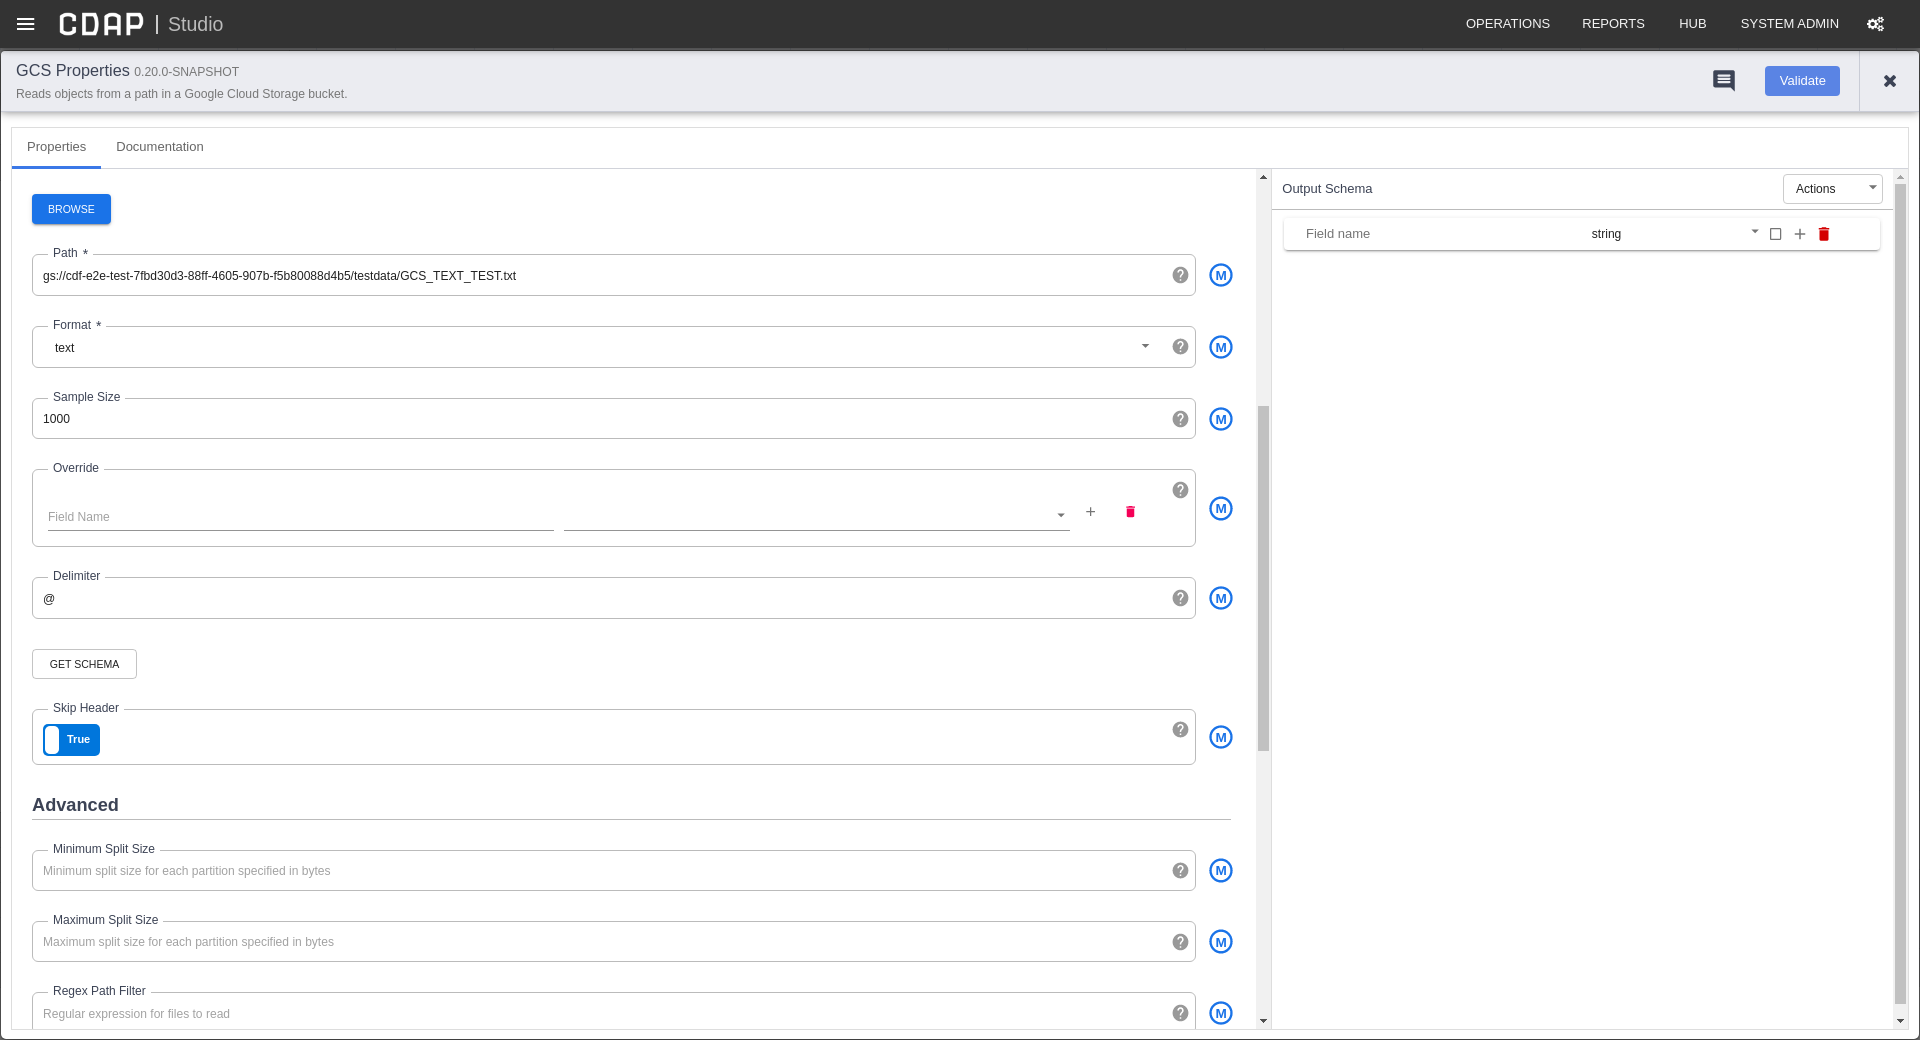 CDAP | Studio
OPERATIONS REPORTS HUB SYSTEM ADMIN
GCS Properties 0.20.0-SNAPSHOT
Reads objects from a path in a Google Cloud Storage bucket.
Validate
Properties Documentation
BROWSE
Path *
gs://cdf-e2e-test-7fbd30d3-88ff-4605-907b-f5b80088d4b5/testdata/GCS_TEXT_TEST.txt
M
Format *
text
M
Sample Size
1000
M
Override
Field Name
M
Delimiter
@
M
GET SCHEMA
Skip Header
True
M
Advanced
Minimum Split Size
Minimum split size for each partition specified in bytes
M
Maximum Split Size
Maximum split size for each partition specified in bytes
M
Regex Path Filter
Regular expression for files to read
M
Output Schema
Actions
Field name string